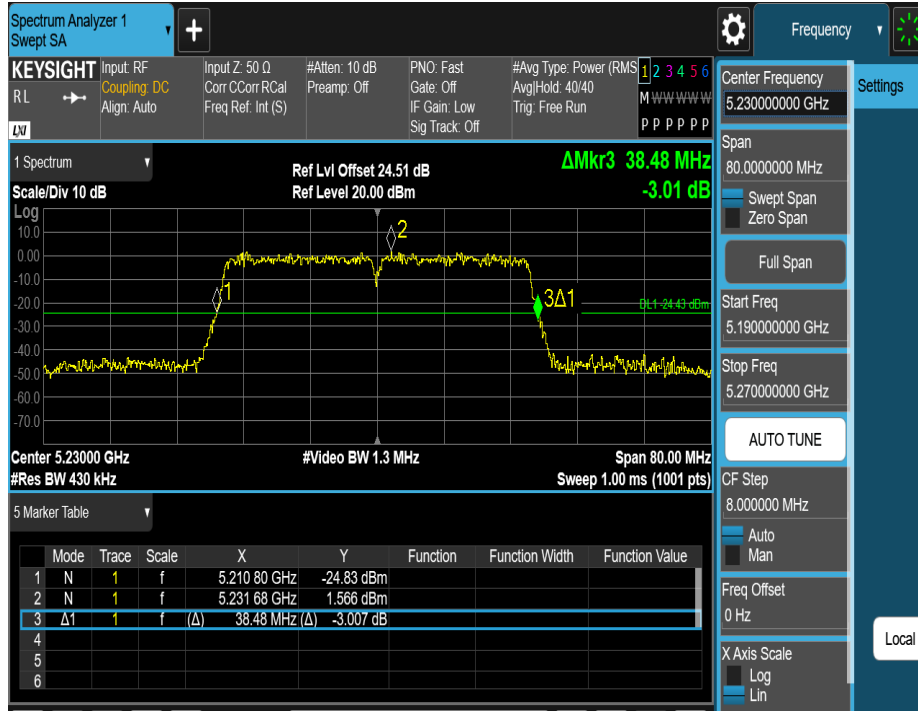 Spectrum Analyzer 1
Swept SA
+
Frequency
KEYSIGHT
RL
LXI
Input: RF
Coupling: DC
Align: Auto
Input Z: 50 Ω
Corr CCorr RCal
Freq Ref: Int (S)
#Atten: 10 dB
Preamp: Off
PNO: Fast
Gate: Off
IF Gain: Low
Sig Track: Off
#Avg Type: Power (RMS
Avg|Hold: 40/40
Trig: Free Run
1 2 3 4 5 6
M W W W W W
P P P P P P
1 Spectrum
Scale/Div 10 dB
Ref Lvl Offset 24.51 dB
Ref Level 20.00 dBm
ΔMkr3 38.48 MHz
-3.01 dB
Log
10.0
0.00
-10.0
-20.0
-30.0
-40.0
-50.0
-60.0
-70.0
1
2
3Δ1
DL1 -24.43 dBm
Center 5.23000 GHz
#Res BW 430 kHz
#Video BW 1.3 MHz
Span 80.00 MHz
Sweep 1.00 ms (1001 pts)
5 Marker Table
Mode Trace Scale X Y Function Function Width Function Value
1 N 1 f 5.210 80 GHz -24.83 dBm
2 N 1 f 5.231 68 GHz 1.566 dBm
3 Δ1 1 f (Δ) 38.48 MHz (Δ) -3.007 dB
4
5
6
Center Frequency
5.230000000 GHz
Span
80.0000000 MHz
Swept Span
Zero Span
Full Span
Start Freq
5.190000000 GHz
Stop Freq
5.270000000 GHz
AUTO TUNE
CF Step
8.000000 MHz
Auto
Man
Freq Offset
0 Hz
X Axis Scale
Log
Lin
Settings
Local